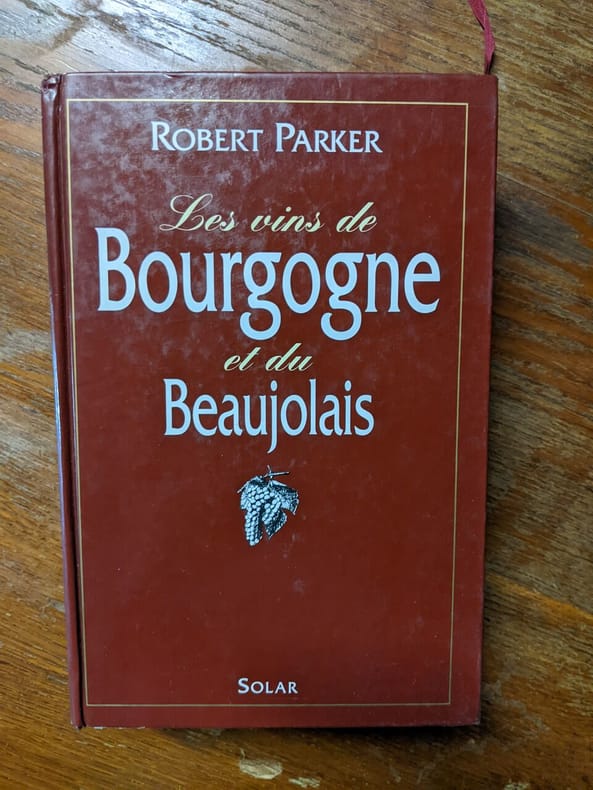 ROBERT PARKER
Les vins de
Bourgogne
et du
Beaujolais
SOLAR